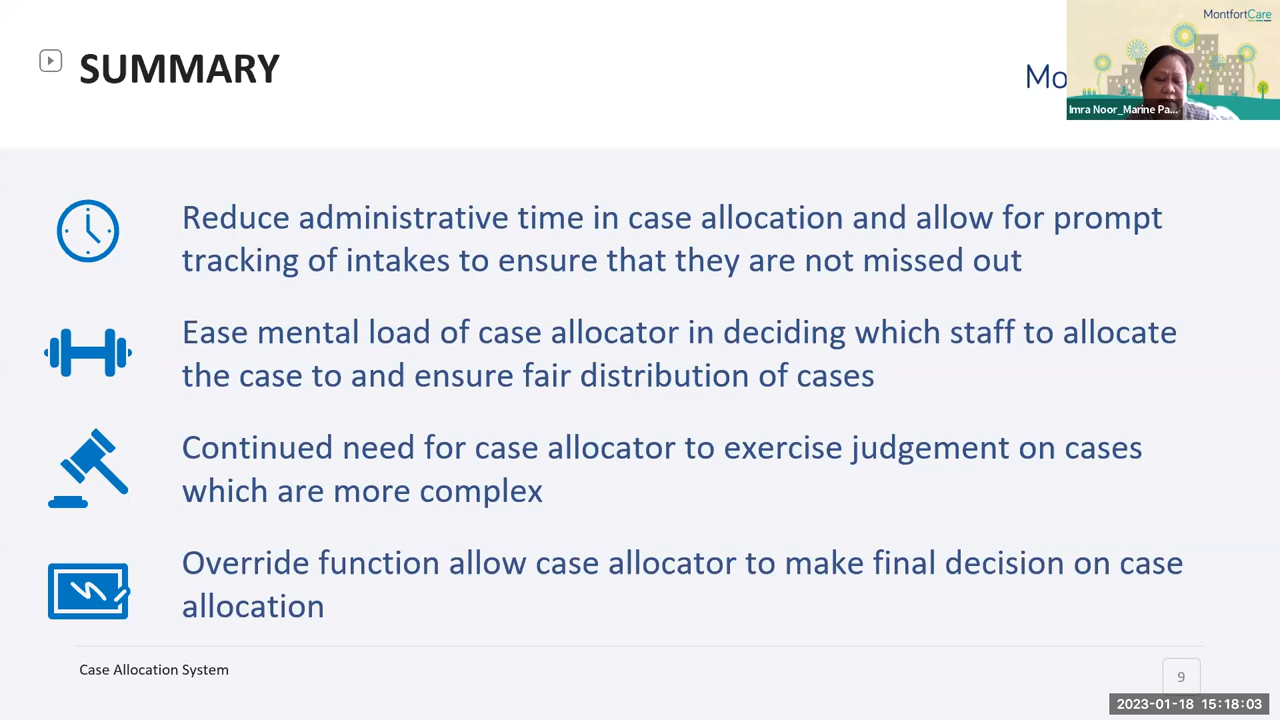 SUMMARY
Mo
MontfortCare
Imra Noor_Marine Pa...
Reduce administrative time in case allocation and allow for prompt
tracking of intakes to ensure that they are not missed out
Ease mental load of case allocator in deciding which staff to allocate
the case to and ensure fair distribution of cases
Continued need for case allocator to exercise judgement on cases
which are more complex
Override function allow case allocator to make final decision on case
allocation
Case Allocation System
9
2023-01-18 15:18:03